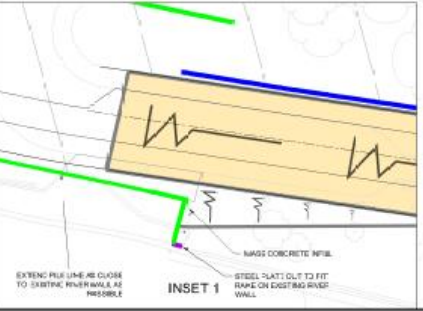 MASS CONCRETE INFILL
EXTEND PILE LINE AS CLOSE
TO EXISTING RIVER WALL AS
POSSIBLE
INSET 1
STEEL PLATE CUT TO FIT
RAKE ON EXISTING RIVER
WALL